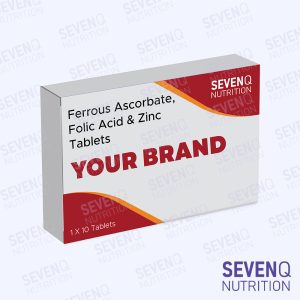 SEVENQ
NUTRITION
Ferrous Ascorbate,
Folic Acid & Zinc
Tablets
YOUR BRAND
1 X 10 Tablets
SEVENQ
NUTRITION